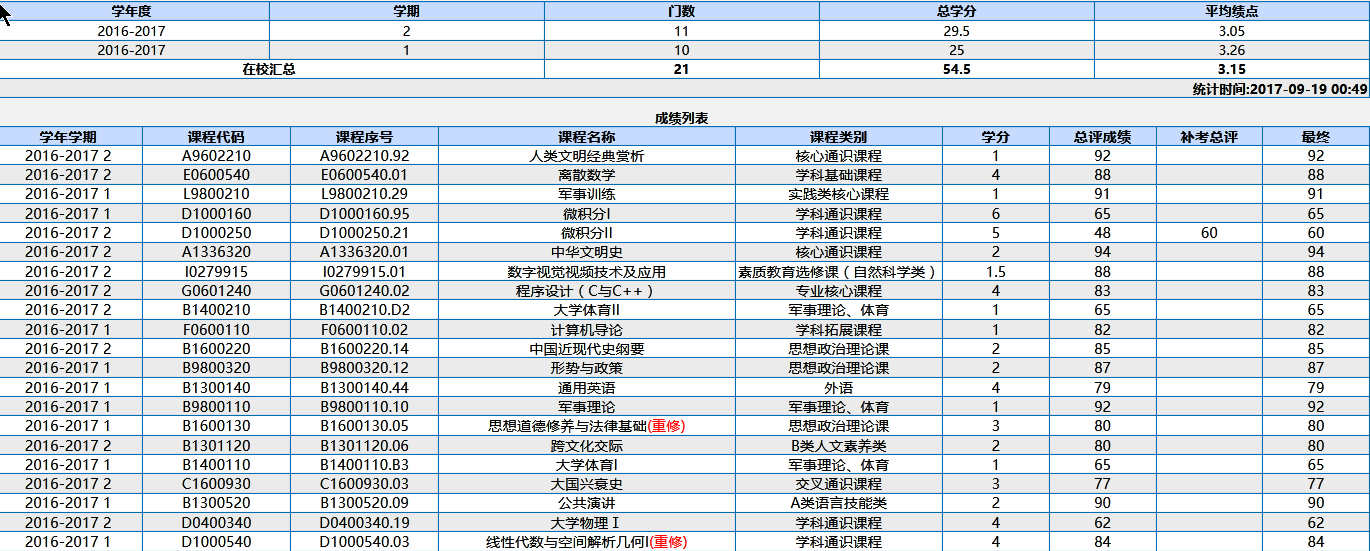 学年度 学期 门数 总学分 平均绩点
2016-2017 2 11 29.5 3.05
2016-2017 1 10 25 3.26
在校汇总 21 54.5 3.15
统计时间:2017-09-19 00:49
成绩列表
学年学期 课程代码 课程序号 课程名称 课程类别 学分 总评成绩 补考总评 最终
2016-2017 2 A9602210 A9602210.92 人类文明经典赏析 核心通识课程 1 92 92
2016-2017 2 E0600540 E0600540.01 离散数学 学科基础课程 4 88 88
2016-2017 1 L9800210 L9800210.29 军事训练 实践类核心课程 1 91 91
2016-2017 1 D1000160 D1000160.95 微积分I 学科通识课程 6 65 65
2016-2017 2 D1000250 D1000250.21 微积分II 学科通识课程 5 48 60 60
2016-2017 2 A1336320 A1336320.01 中华文明史 核心通识课程 2 94 94
2016-2017 2 I0279915 I0279915.01 数字视觉视频技术及应用 素质教育选修课（自然科学类） 1.5 88 88
2016-2017 2 G0601240 G0601240.02 程序设计（C与C++） 专业核心课程 4 83 83
2016-2017 2 B1400210 B1400210.D2 大学体育II 军事理论、体育 1 65 65
2016-2017 1 F0600110 F0600110.02 计算机导论 学科拓展课程 1 82 82
2016-2017 2 B1600220 B1600220.14 中国近现代史纲要 思想政治理论课 2 85 85
2016-2017 1 B9800320 B9800320.12 形势与政策 思想政治理论课 2 87 87
2016-2017 1 B1300140 B1300140.44 通用英语 外语 4 79 79
2016-2017 1 B9800110 B9800110.10 军事理论 军事理论、体育 1 92 92
2016-2017 1 B1600130 B1600130.05 思想道德修养与法律基础(重修) 思想政治理论课 3 80 80
2016-2017 2 B1301120 B1301120.06 跨文化交际 B类人文素养类 2 80 80
2016-2017 1 B1400110 B1400110.B3 大学体育I 军事理论、体育 1 65 65
2016-2017 2 C1600930 C1600930.03 大国兴衰史 交叉通识课程 3 77 77
2016-2017 1 B1300520 B1300520.09 公共演讲 A类语言技能类 2 90 90
2016-2017 2 D0400340 D0400340.19 大学物理Ⅰ 学科通识课程 4 62 62
2016-2017 1 D1000540 D1000540.03 线性代数与空间解析几何I(重修) 学科通识课程 4 84 84